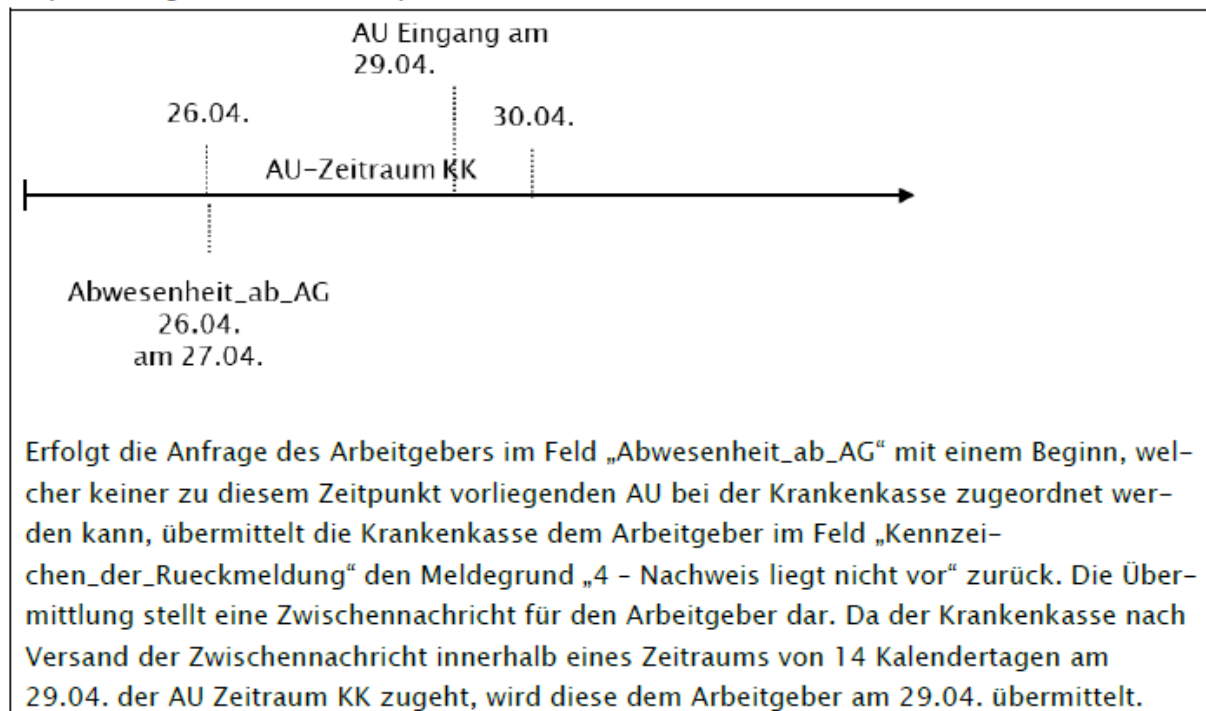 AU Eingang am
29.04.
26.04.
30.04.
AU-Zeitraum KK
Abwesenheit_ab_AG
26.04.
am 27.04.
Erfolgt die Anfrage des Arbeitgebers im Feld „Abwesenheit_ab_AG“ mit einem Beginn, wel-
cher keiner zu diesem Zeitpunkt vorliegenden AU bei der Krankenkasse zugeordnet wer-
den kann, übermittelt die Krankenkasse dem Arbeitgeber im Feld „Kennzei-
chen_der_Rueckmeldung“ den Meldegrund „4 – Nachweis liegt nicht vor“ zurück. Die Über-
mittlung stellt eine Zwischennachricht für den Arbeitgeber dar. Da der Krankenkasse nach
Versand der Zwischennachricht innerhalb eines Zeitraums von 14 Kalendertagen am
29.04. der AU Zeitraum KK zugeht, wird diese dem Arbeitgeber am 29.04. übermittelt.